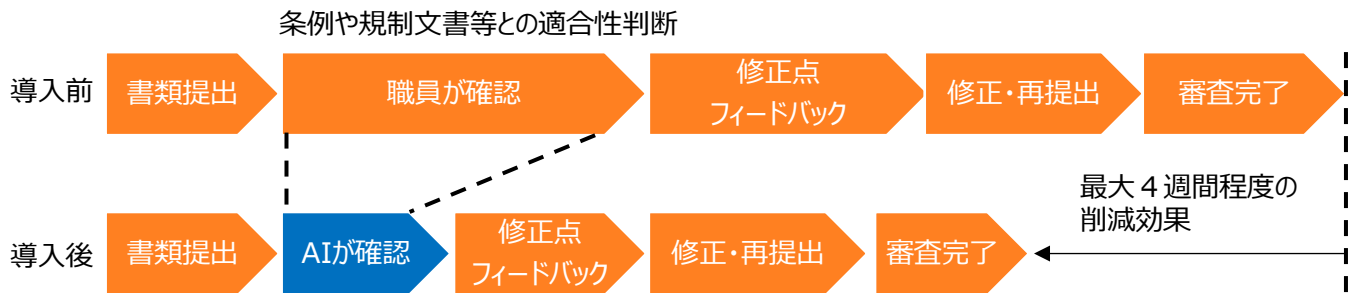 条例や規制文書等との適合性判断
導入前
書類提出
職員が確認
修正点
フィードバック
修正・再提出
審査完了
最大４週間程度の
削減効果
導入後
書類提出
AIが確認
修正点
フィードバック
修正・再提出
審査完了